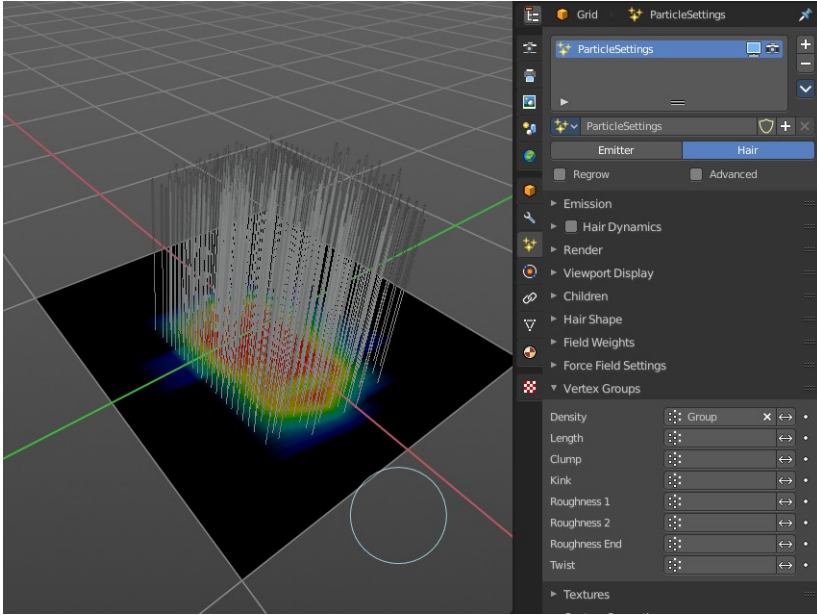 Grid ParticleSettings
ParticleSettings
ParticleSettings
Emitter Hair
Regrow Advanced
Emission
Hair Dynamics
Render
Viewport Display
Children
Hair Shape
Field Weights
Force Field Settings
Vertex Groups
Density Group
Length
Clump
Kink
Roughness 1
Roughness 2
Roughness End
Twist
Textures